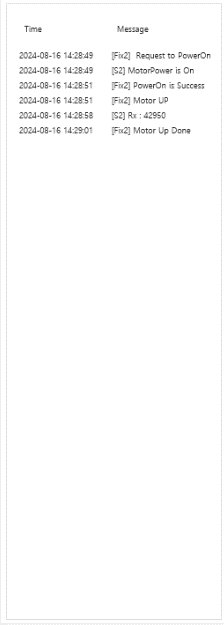 Time Message
2024-08-16 14:28:49 [Fix2] Request to PowerOn
2024-08-16 14:28:49 [S2] MotorPower is On
2024-08-16 14:28:51 [Fix2] PowerOn is Success
2024-08-16 14:28:51 [Fix2] Motor UP
2024-08-16 14:28:58 [S2] Rx : 42950
2024-08-16 14:29:01 [Fix2] Motor Up Done